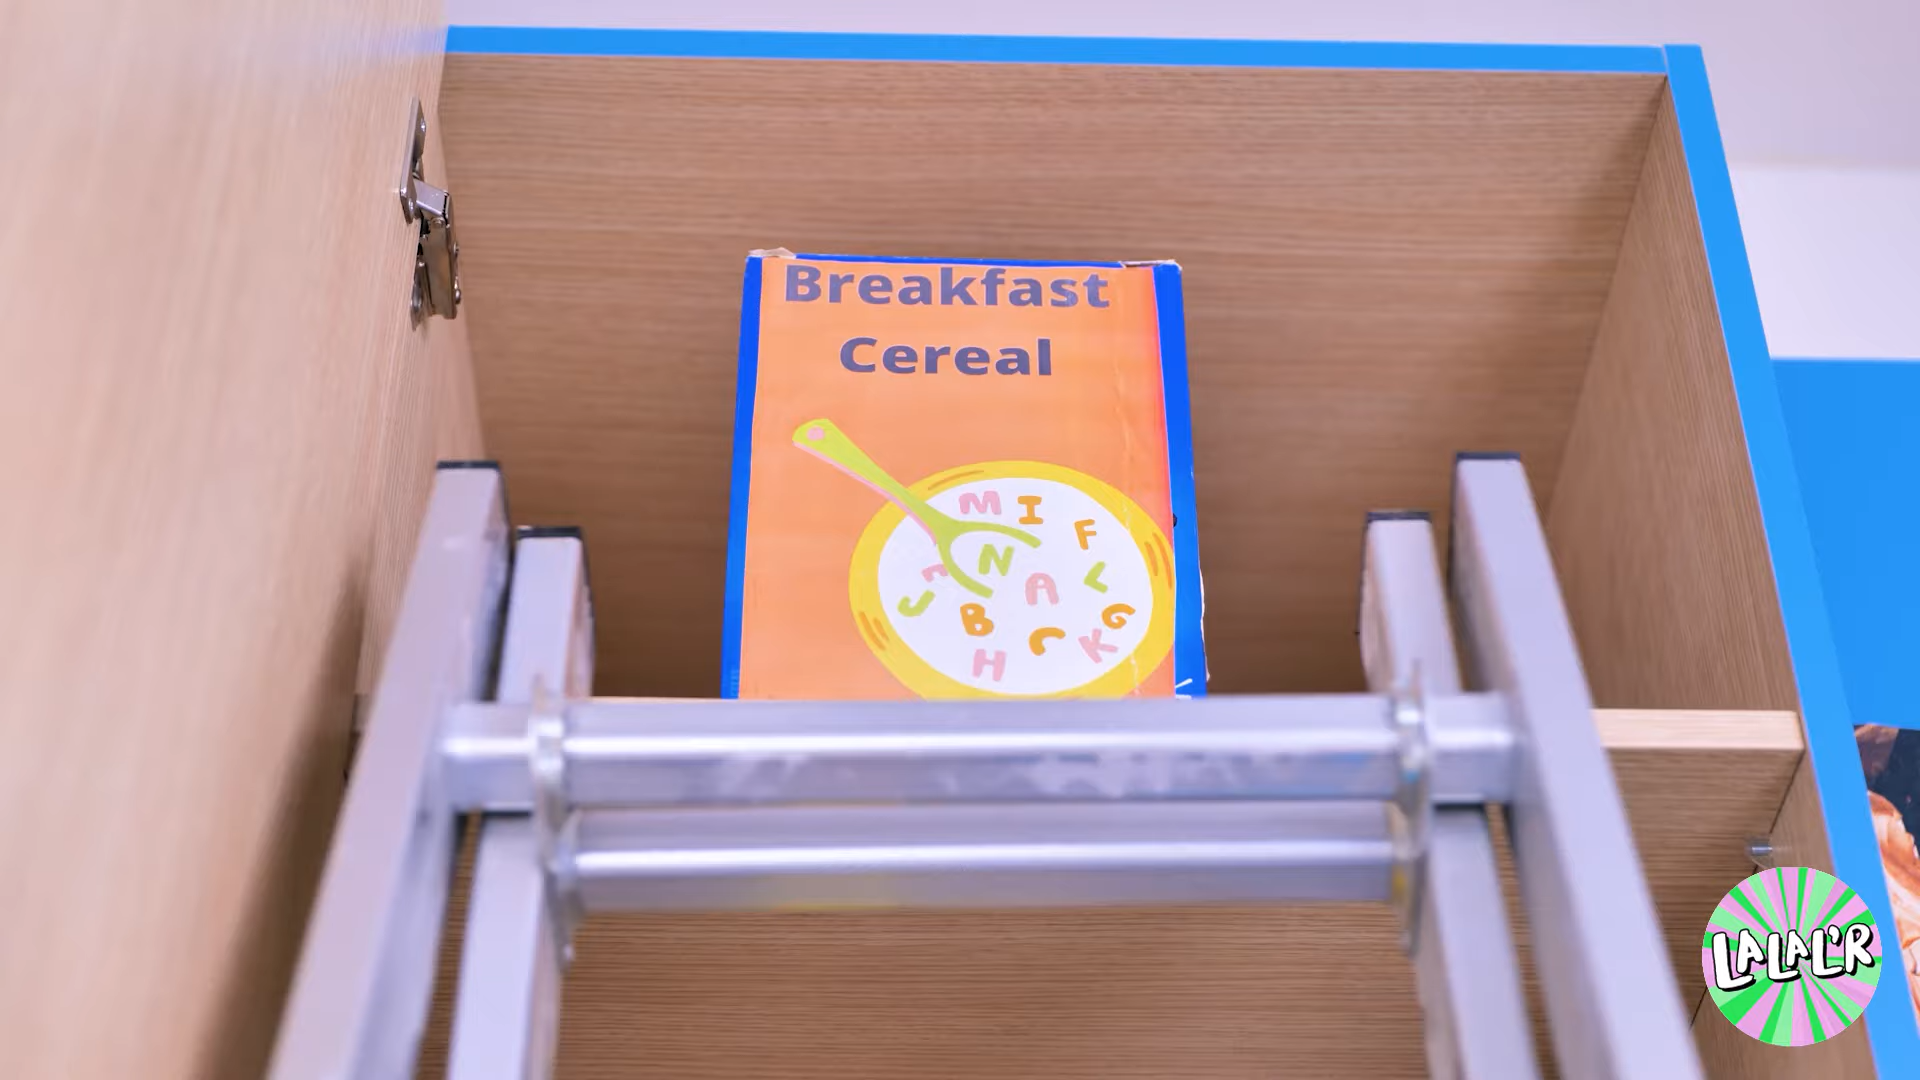 Breakfast
Cereal
M I F
N A L
J B C G
H K
LALAL'R